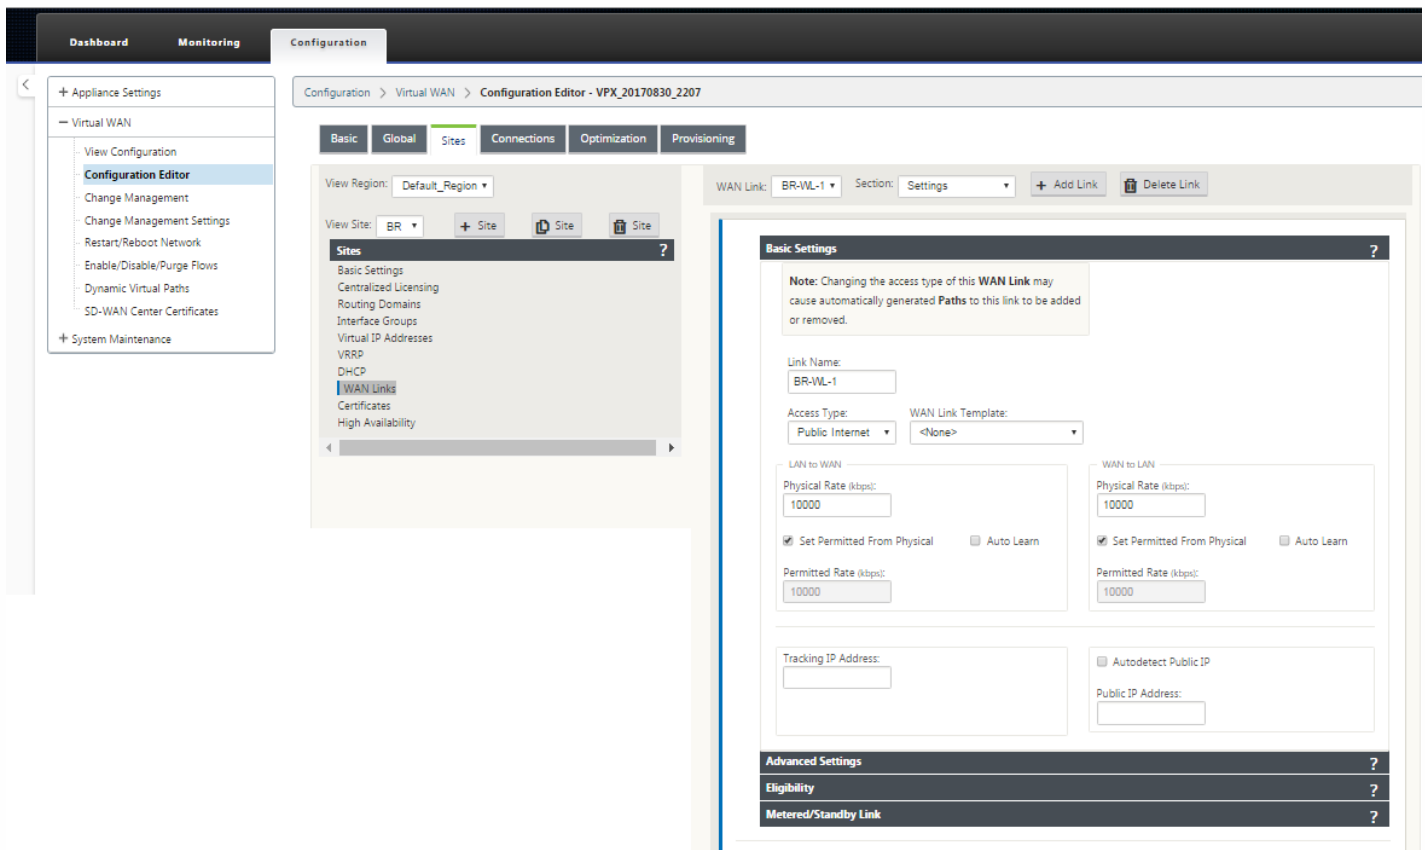 Dashboard Monitoring Configuration
+ Appliance Settings
− Virtual WAN
View Configuration
Configuration Editor
Change Management
Change Management Settings
Restart/Reboot Network
Enable/Disable/Purge Flows
Dynamic Virtual Paths
SD-WAN Center Certificates
+ System Maintenance
Configuration > Virtual WAN > Configuration Editor - VPX_20170830_2207
Basic Global Sites Connections Optimization Provisioning
View Region: Default_Region
View Site: BR + Site Site Site
Sites ?
Basic Settings
Centralized Licensing
Routing Domains
Interface Groups
Virtual IP Addresses
VRRP
DHCP
WAN Links
Certificates
High Availability
WAN Link: BR-WL-1 Section: Settings + Add Link Delete Link
Basic Settings ?
Note: Changing the access type of this WAN Link may
cause automatically generated Paths to this link to be added
or removed.
Link Name:
BR-WL-1
Access Type: WAN Link Template:
Public Internet <None>
LAN to WAN
Physical Rate (kbps):
10000
Set Permitted From Physical Auto Learn
Permitted Rate (kbps):
10000
WAN to LAN
Physical Rate (kbps):
10000
Set Permitted From Physical Auto Learn
Permitted Rate (kbps):
10000
Tracking IP Address:
Autodetect Public IP
Public IP Address:
Advanced Settings ?
Eligibility ?
Metered/Standby Link ?